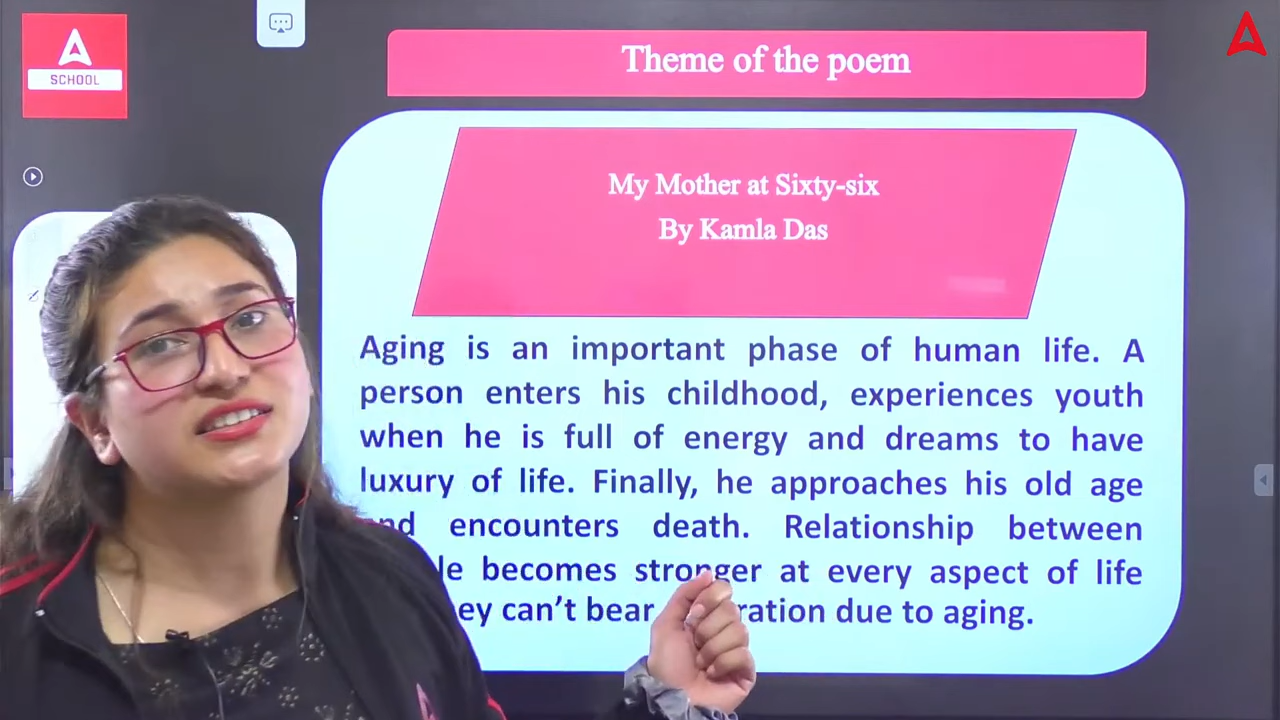 SCHOOL
Theme of the poem
My Mother at Sixty-six
By Kamla Das
Aging is an important phase of human life. A
person enters his childhood, experiences youth
when he is full of energy and dreams to have
luxury of life. Finally, he approaches his old age
encounters death. Relationship between
becomes stronger at every aspect of life
can't bear due to aging.